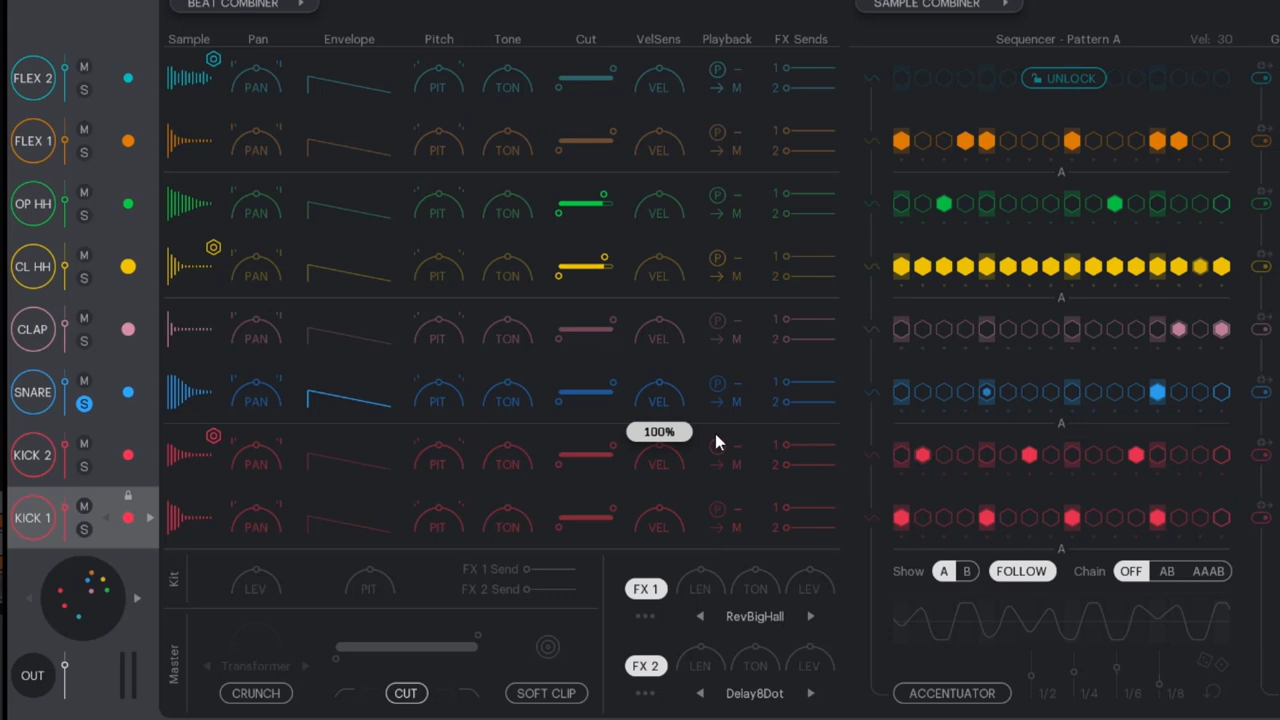 BEAT COMBINER
SAMPLE COMBINER
Sample Pan Envelope Pitch Tone Cut VelSens Playback FX Sends Sequencer - Pattern A Vel: 30 G
FLEX 2 M S PAN PIT TON VEL P – M 1 2 UNLOCK
FLEX 1 M S PAN PIT TON VEL P – M 1 2
A
OP HH M S PAN PIT TON VEL P – M 1 2
CL HH M S PAN PIT TON VEL P – M 1 2
A
CLAP M S PAN PIT TON VEL P – M 1 2
SNARE M S PAN PIT TON VEL P – M 1 2
A
100%
KICK 2 M S PAN PIT TON VEL – M 1 2
KICK 1 M S PAN PIT TON VEL P – M 1 2
A
Kit LEV PIT FX 1 Send
FX 2 Send
FX 1 LEN TON LEV
RevBigHall
Show A B FOLLOW Chain OFF AB AAAB
Master Transformer
CRUNCH CUT SOFT CLIP
FX 2 LEN TON LEV
Delay8Dot
OUT
ACCENTUATOR 1/2 1/4 1/6 1/8